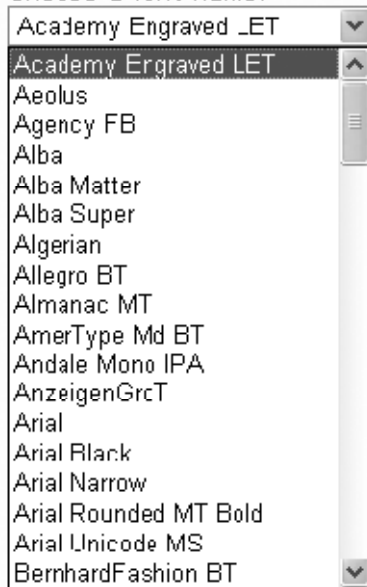 Academy Engraved LET
Academy Engraved LET
Aeolus
Agency FB
Alba
Alba Matter
Alba Super
Algerian
Allegro BT
Almanac MT
AmerType Md BT
Andale Mono IPA
AnzeigenGroT
Arial
Arial Black
Arial Narrow
Arial Rounded MT Bold
Arial Unicode MS
BernhardFashion BT